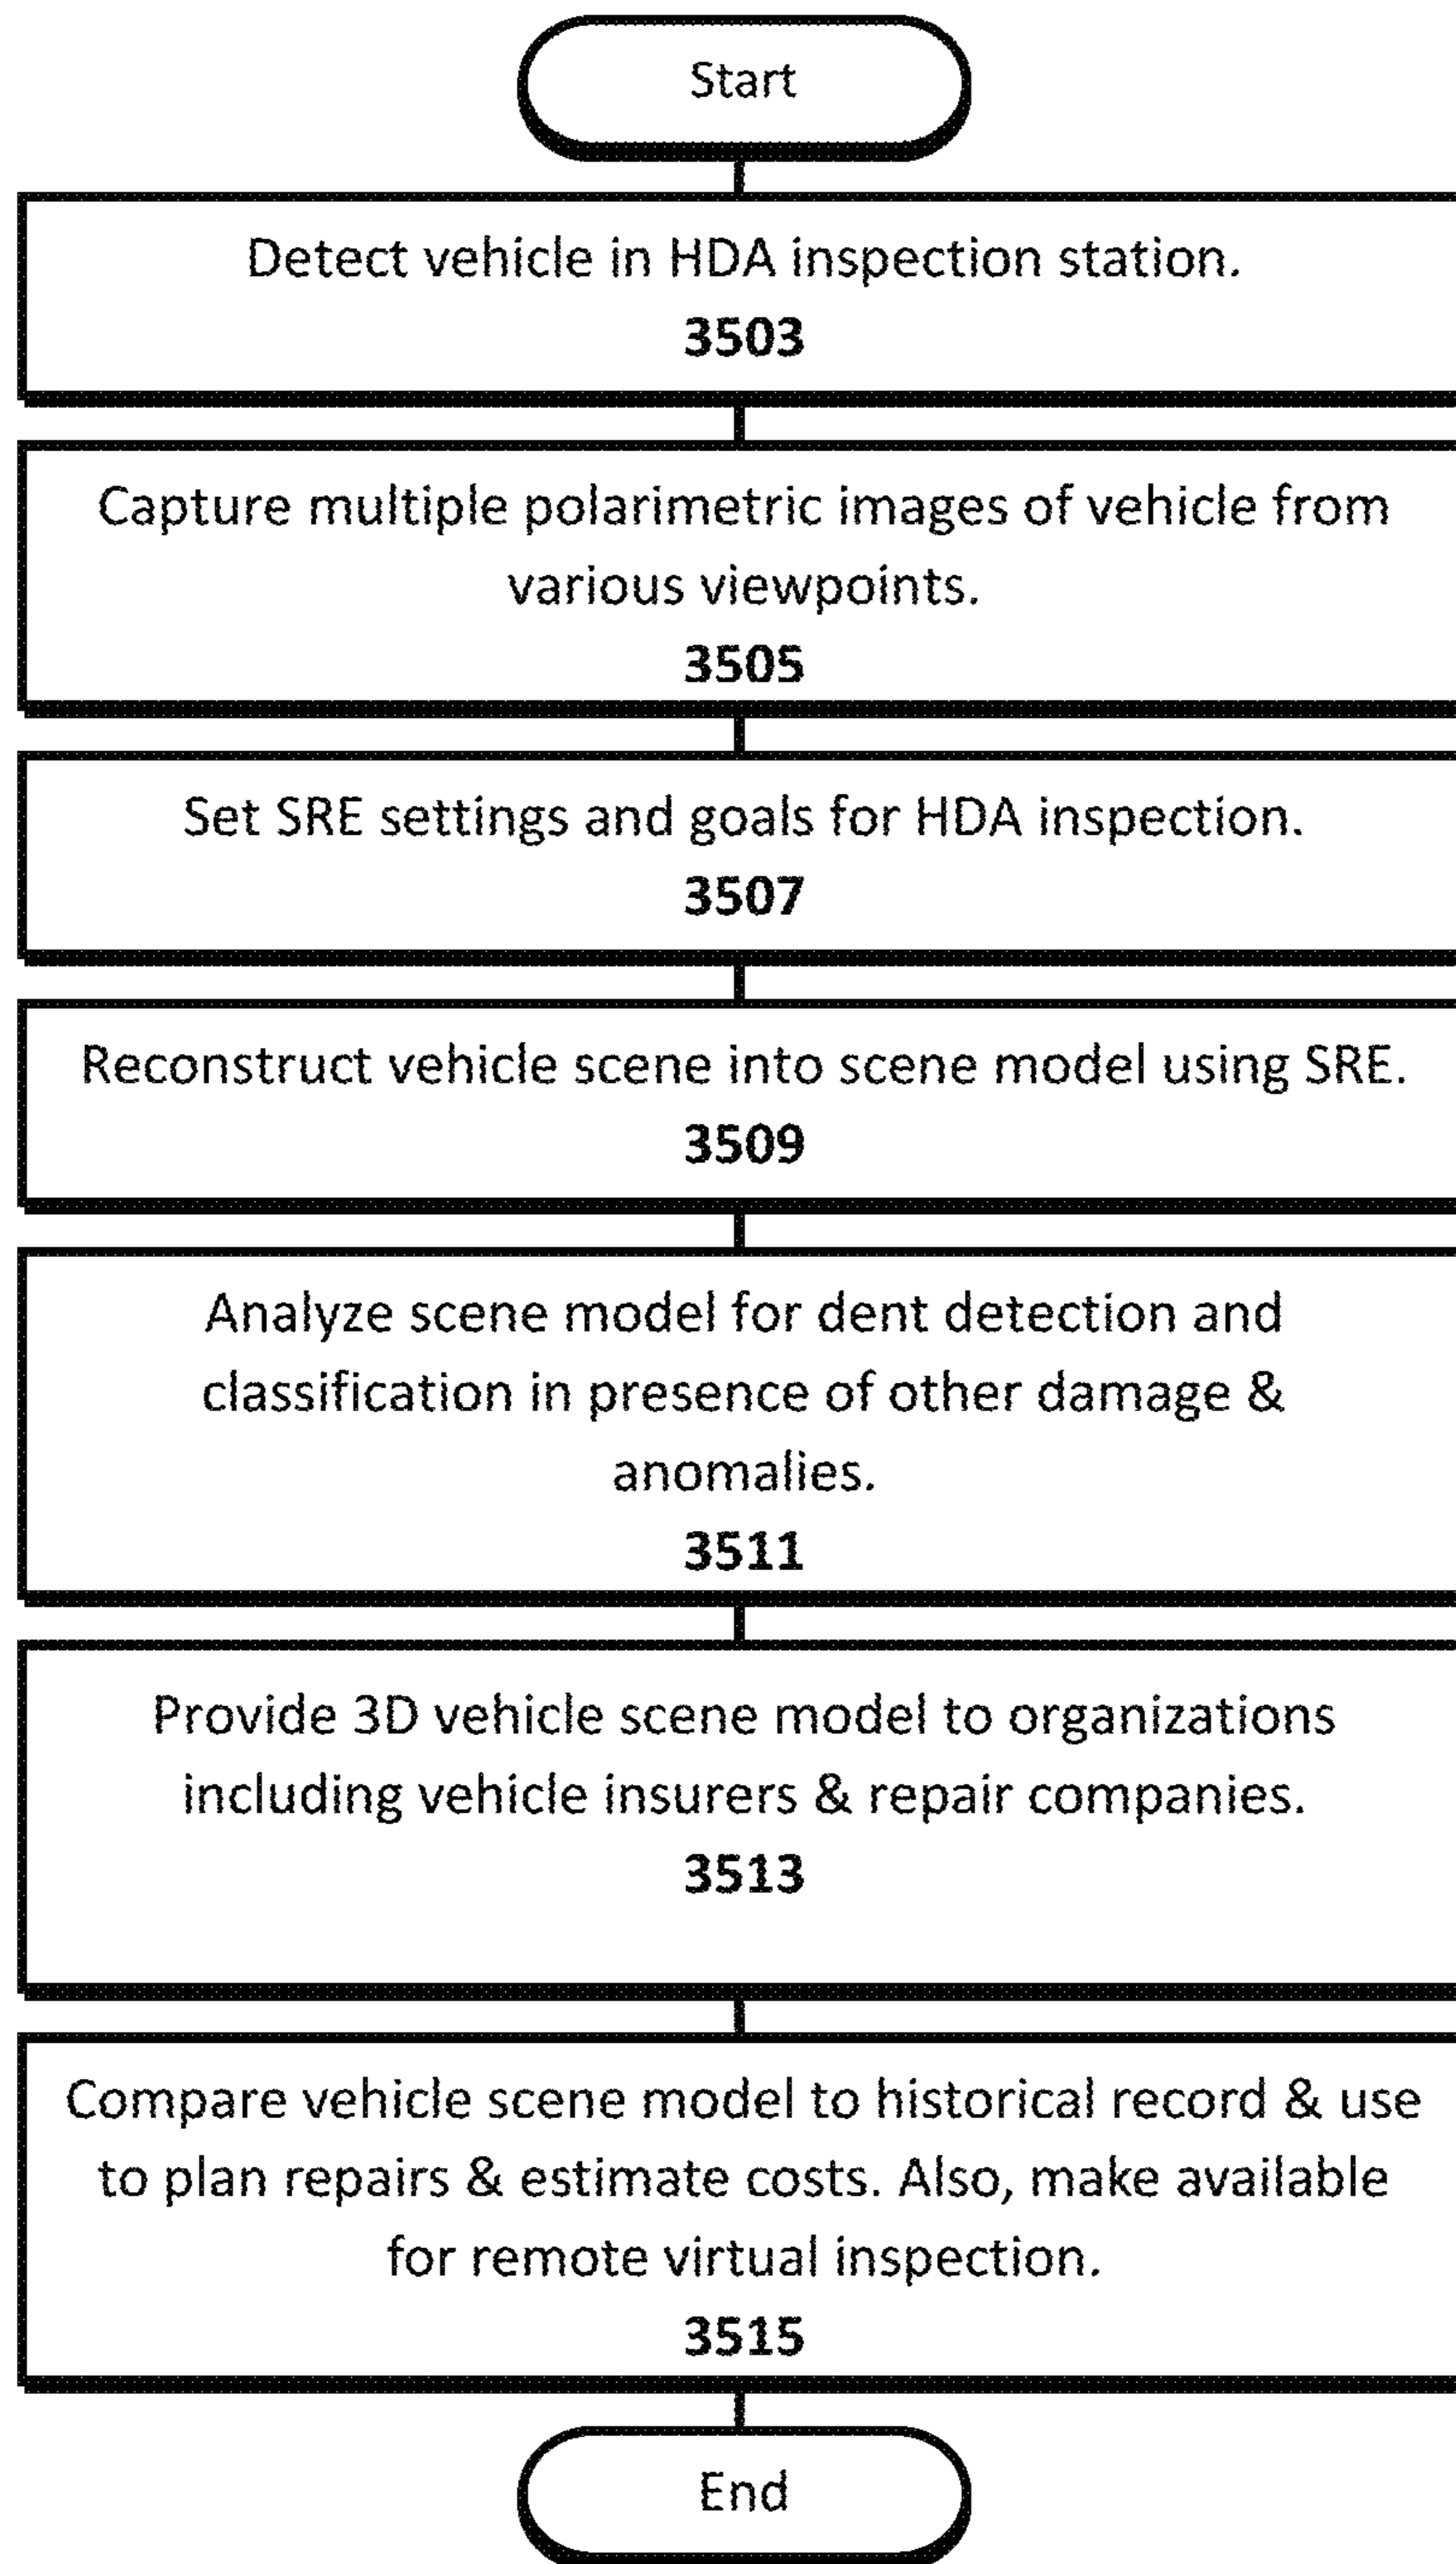 Start
Detect vehicle in HDA inspection station.
3503
Capture multiple polarimetric images of vehicle from
various viewpoints.
3505
Set SRE settings and goals for HDA inspection.
3507
Reconstruct vehicle scene into scene model using SRE.
3509
Analyze scene model for dent detection and
classification in presence of other damage &
anomalies.
3511
Provide 3D vehicle scene model to organizations
including vehicle insurers & repair companies.
3513
Compare vehicle scene model to historical record & use
to plan repairs & estimate costs. Also, make available
for remote virtual inspection.
3515
End